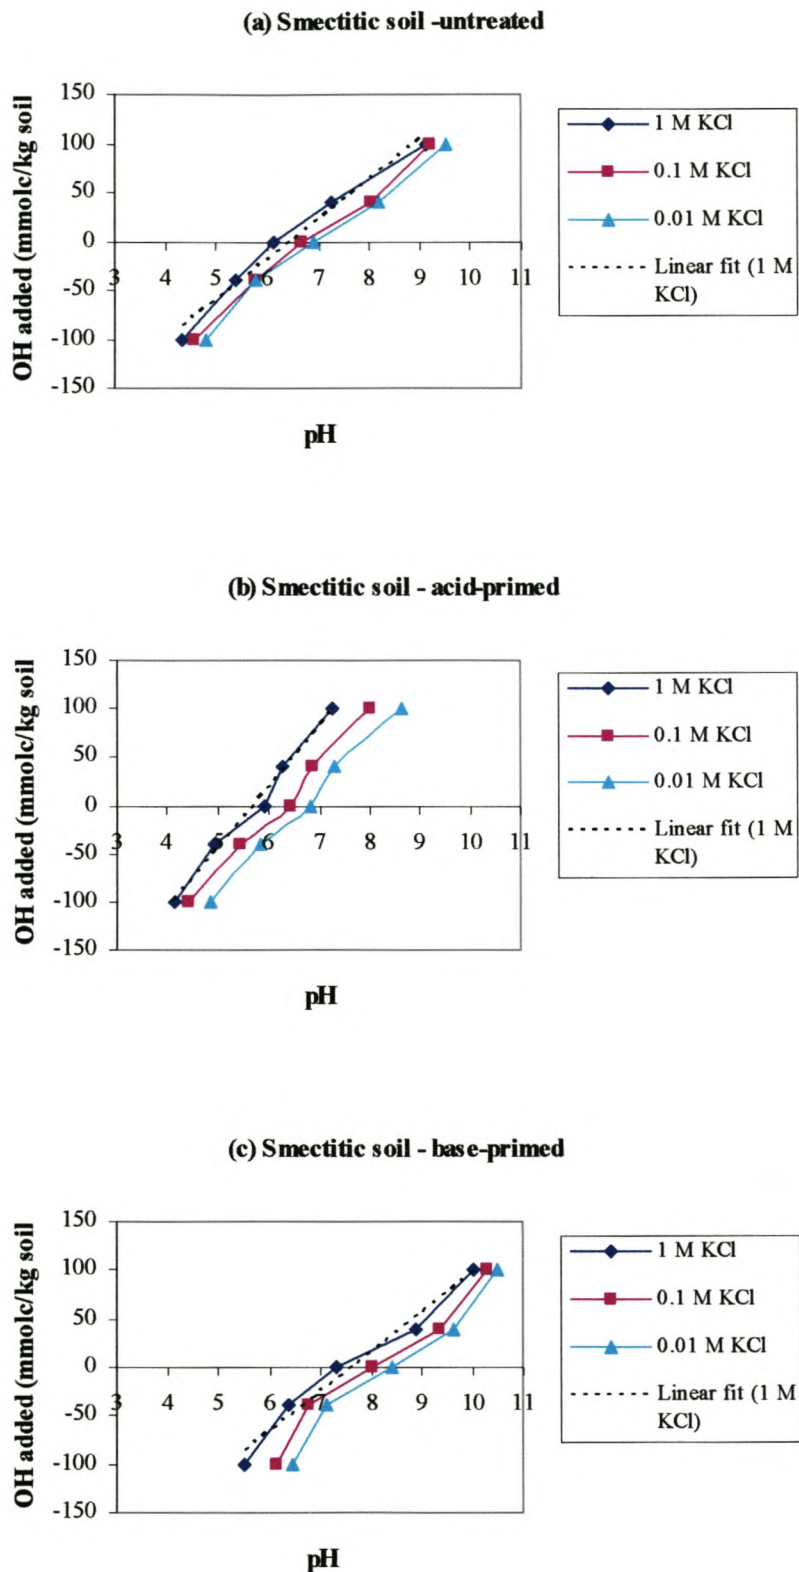 (a) Smectitic soil -untreated
OH added (mmolc/kg soil
150
100
50
0
-50
-100
-150
3 4 5 6 7 8 9 10 11
pH
1 M KCl
0.1 M KCl
0.01 M KCl
Linear fit (1 M
KCl)
(b) Smectitic soil - acid-primed
OH added (mmolc/kg soil
150
100
50
0
-50
-100
-150
3 4 5 6 7 8 9 10 11
pH
1 M KCl
0.1 M KCl
0.01 M KCl
Linear fit (1 M
KCl)
(c) Smectitic soil - base-primed
OH added (mmolc/kg soil
150
100
50
0
-50
-100
-150
3 4 5 6 7 8 9 10 11
pH
1 M KCl
0.1 M KCl
0.01 M KCl
Linear fit (1 M
KCl)